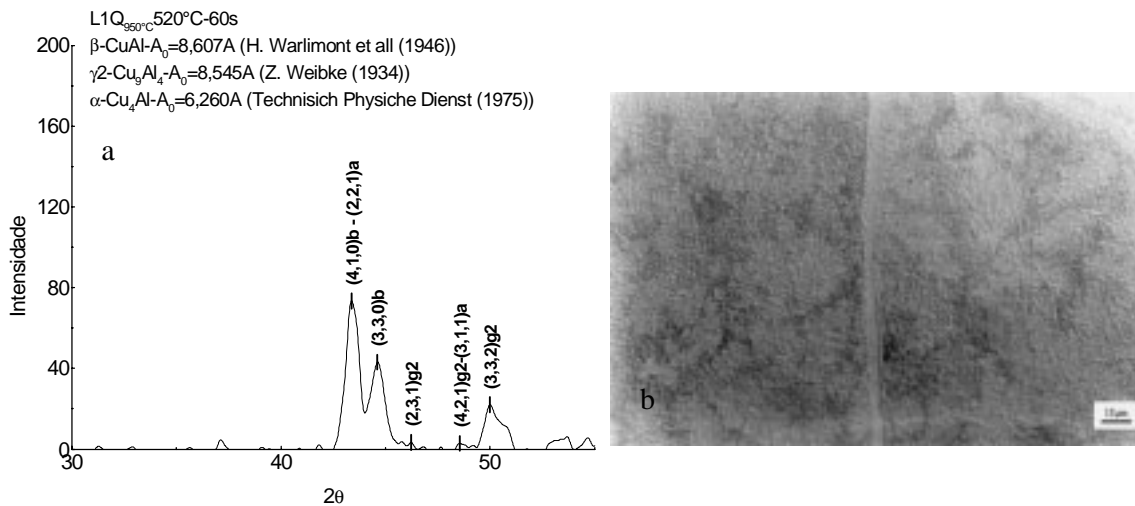 L1Q950°C520°C-60s
β-CuAl-A0=8,607A (H. Warlimont et all (1946))
γ2-Cu9Al4-A0=8,545A (Z. Weibke (1934))
α-Cu4Al-A0=6,260A (Technisich Physiche Dienst (1975))
a
200
160
120
80
40
0
Intensidade
(4,1,0)b - (2,2,1)a
(3,3,0)b
(2,3,1)g2
(4,2,1)g2-(3,1,1)a
(3,3,2)g2
30
40
50
2θ
b